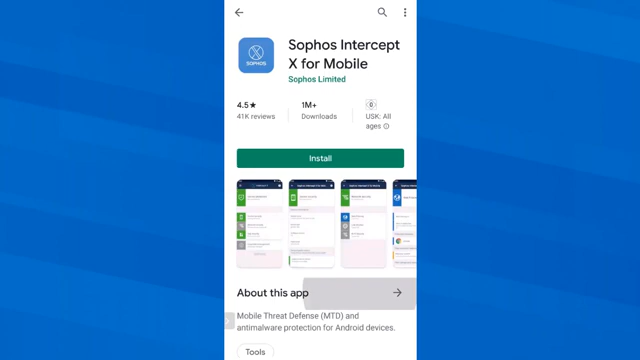 SOPHOS
Sophos Intercept
X for Mobile
Sophos Limited
4.5★
41K reviews
1M+
Downloads
0
USK: All
ages
Install
About this app
Mobile Threat Defense (MTD) and
antimalware protection for Android devices.
Tools